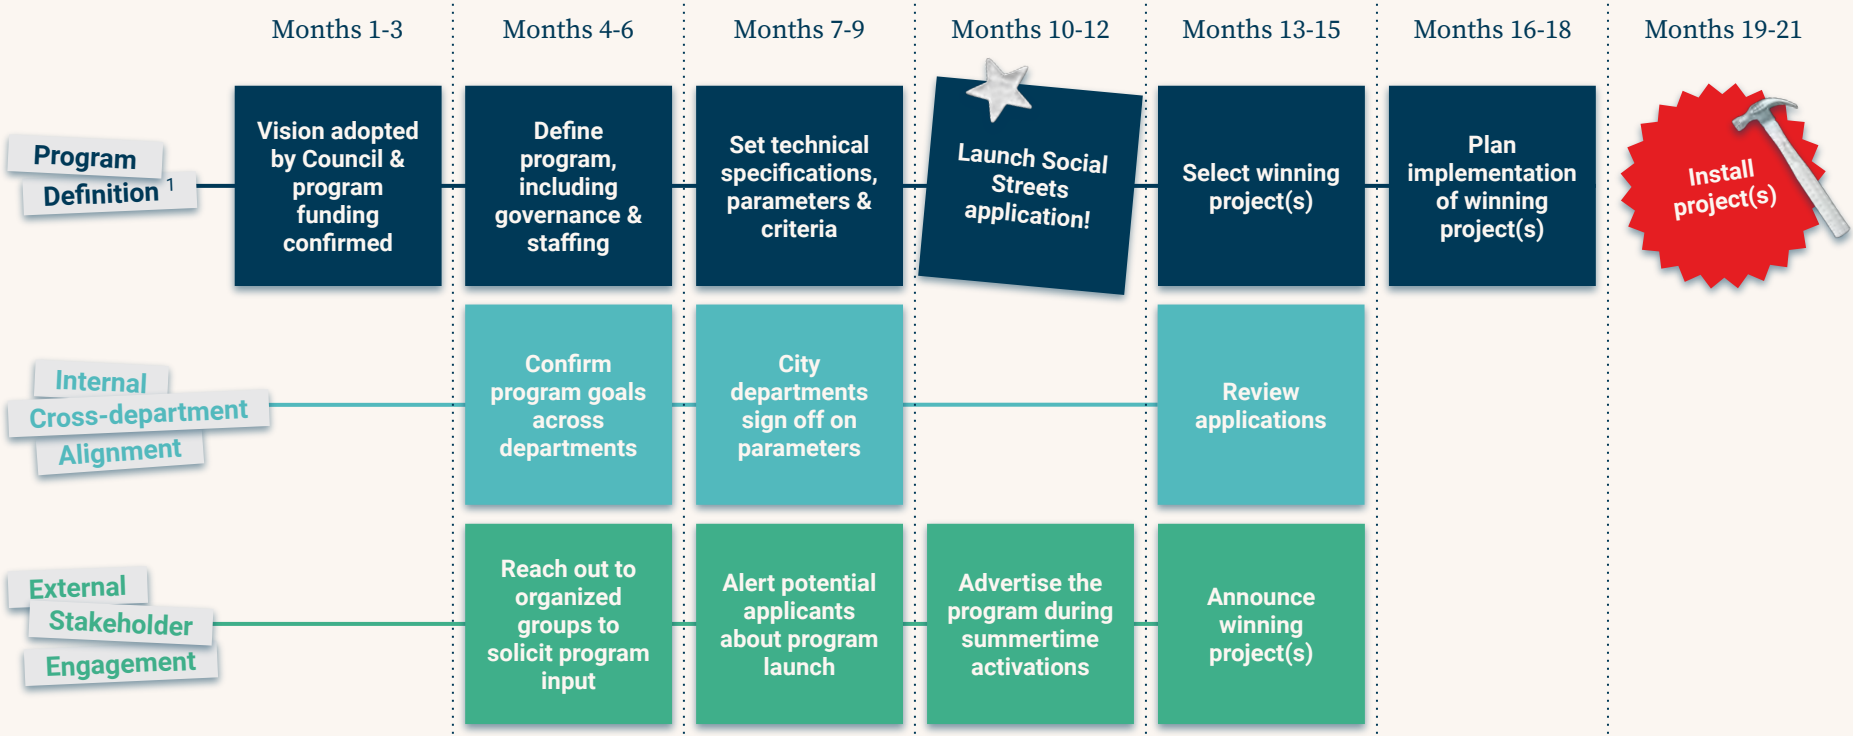 Months 1-3
Months 4-6
Months 7-9
Months 10-12
Months 13-15
Months 16-18
Months 19-21
Program
Definition 1
Vision adopted
by Council &
program
funding
confirmed
Define
program,
including
governance &
staffing
Set technical
specifications,
parameters &
criteria
Launch Social
Streets
application!
Select winning
project(s)
Plan
implementation
of winning
project(s)
Install
project(s)
Internal
Cross-department
Alignment
Confirm
program goals
across
departments
City
departments
sign off on
parameters
Review
applications
External
Stakeholder
Engagement
Reach out to
organized
groups to
solicit program
input
Alert potential
applicants
about program
launch
Advertise the
program during
summertime
activations
Announce
winning
project(s)